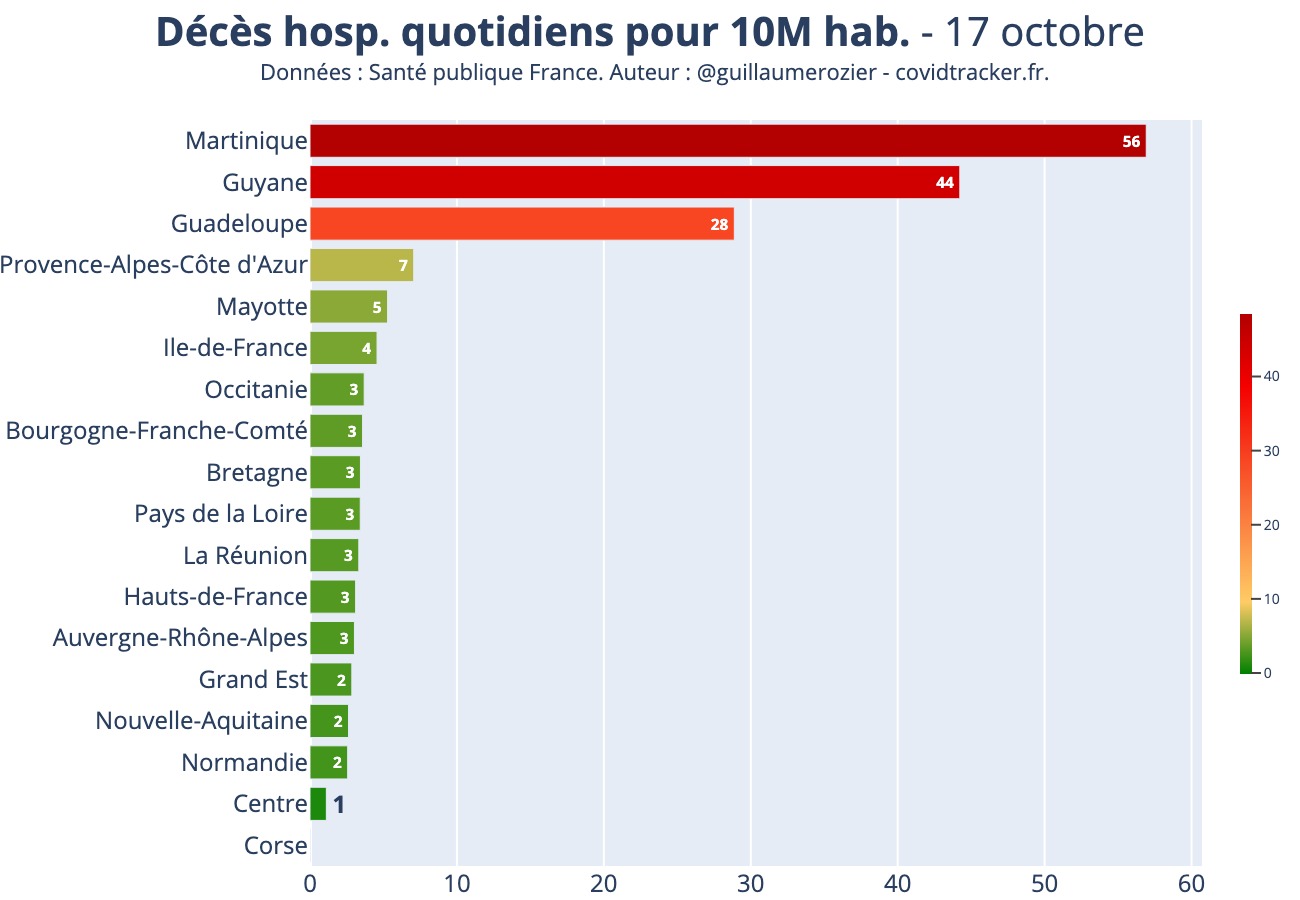 Décès hosp. quotidiens pour 10M hab. - 17 octobre
Données : Santé publique France. Auteur : @guillaumerozier - covidtracker.fr.
Martinique 56
Guyane 44
Guadeloupe 28
Provence-Alpes-Côte d'Azur 7
Mayotte 5
Ile-de-France 4
Occitanie 3
Bourgogne-Franche-Comté 3
Bretagne 3
Pays de la Loire 3
La Réunion 3
Hauts-de-France 3
Auvergne-Rhône-Alpes 3
Grand Est 2
Nouvelle-Aquitaine 2
Normandie 2
Centre 1
Corse
0 10 20 30 40 50 60
40
30
20
10
0